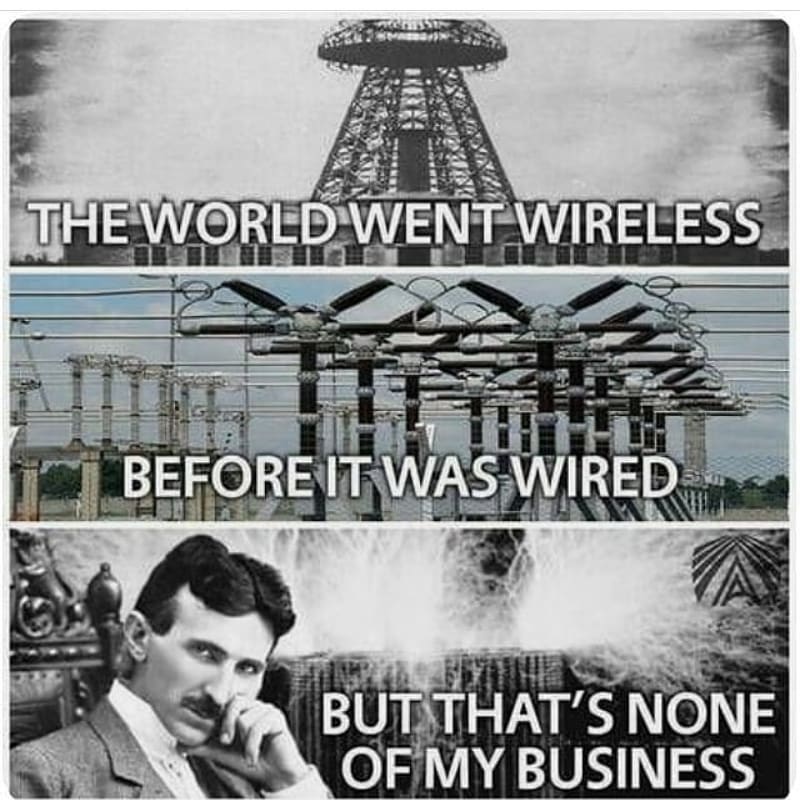 THE WORLD WENT WIRELESS
BEFORE IT WAS WIRED
BUT THAT'S NONE
OF MY BUSINESS